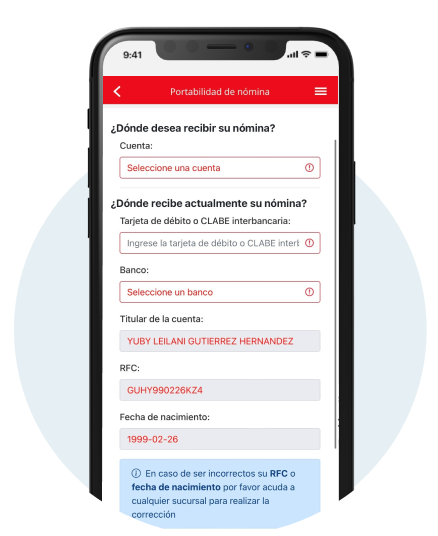 9:41
Portabilidad de nómina
¿Dónde desea recibir su nómina?
Cuenta:
Seleccione una cuenta
¿Dónde recibe actualmente su nómina?
Tarjeta de débito o CLABE interbancaria:
Ingrese la tarjeta de débito o CLABE interb
Banco:
Seleccione un banco
Titular de la cuenta:
YUBY LEILANI GUTIERREZ HERNANDEZ
RFC:
GUHY990226KZ4
Fecha de nacimiento:
1999-02-26
En caso de ser incorrectos su RFC o
fecha de nacimiento por favor acuda a
cualquier sucursal para realizar la
corrección